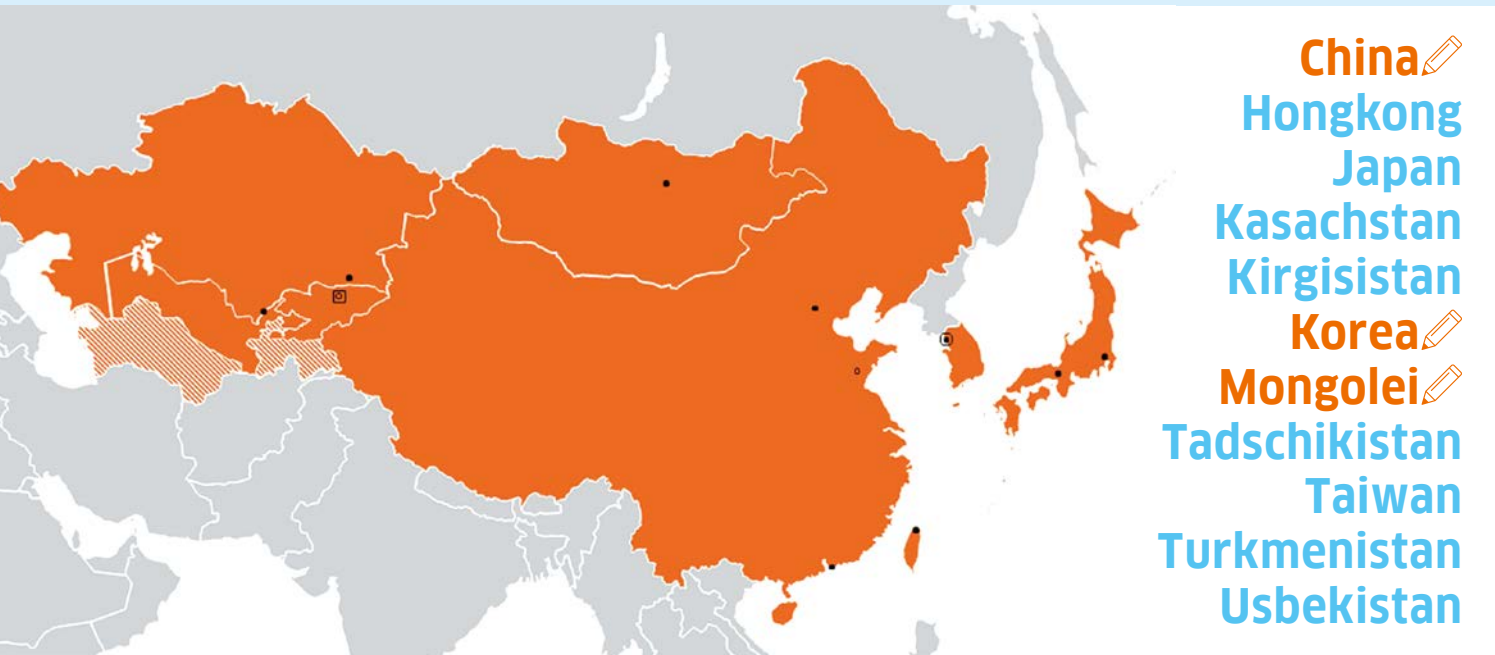 China
Hongkong
Japan
Kasachstan
Kirgisistan
Korea
Mongolei
Tadschikistan
Taiwan
Turkmenistan
Usbekistan